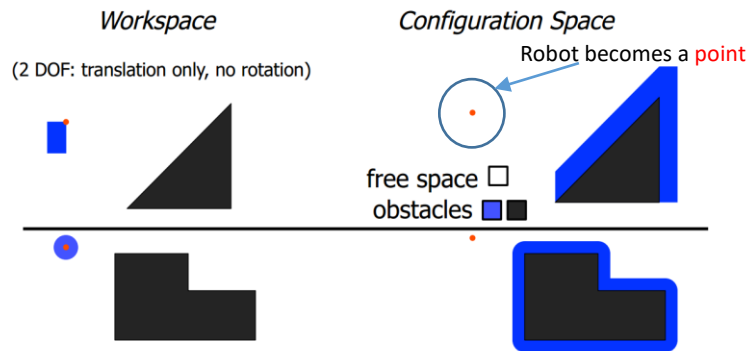 Workspace
Configuration Space
Robot becomes a point
(2 DOF: translation only, no rotation)
free space
obstacles